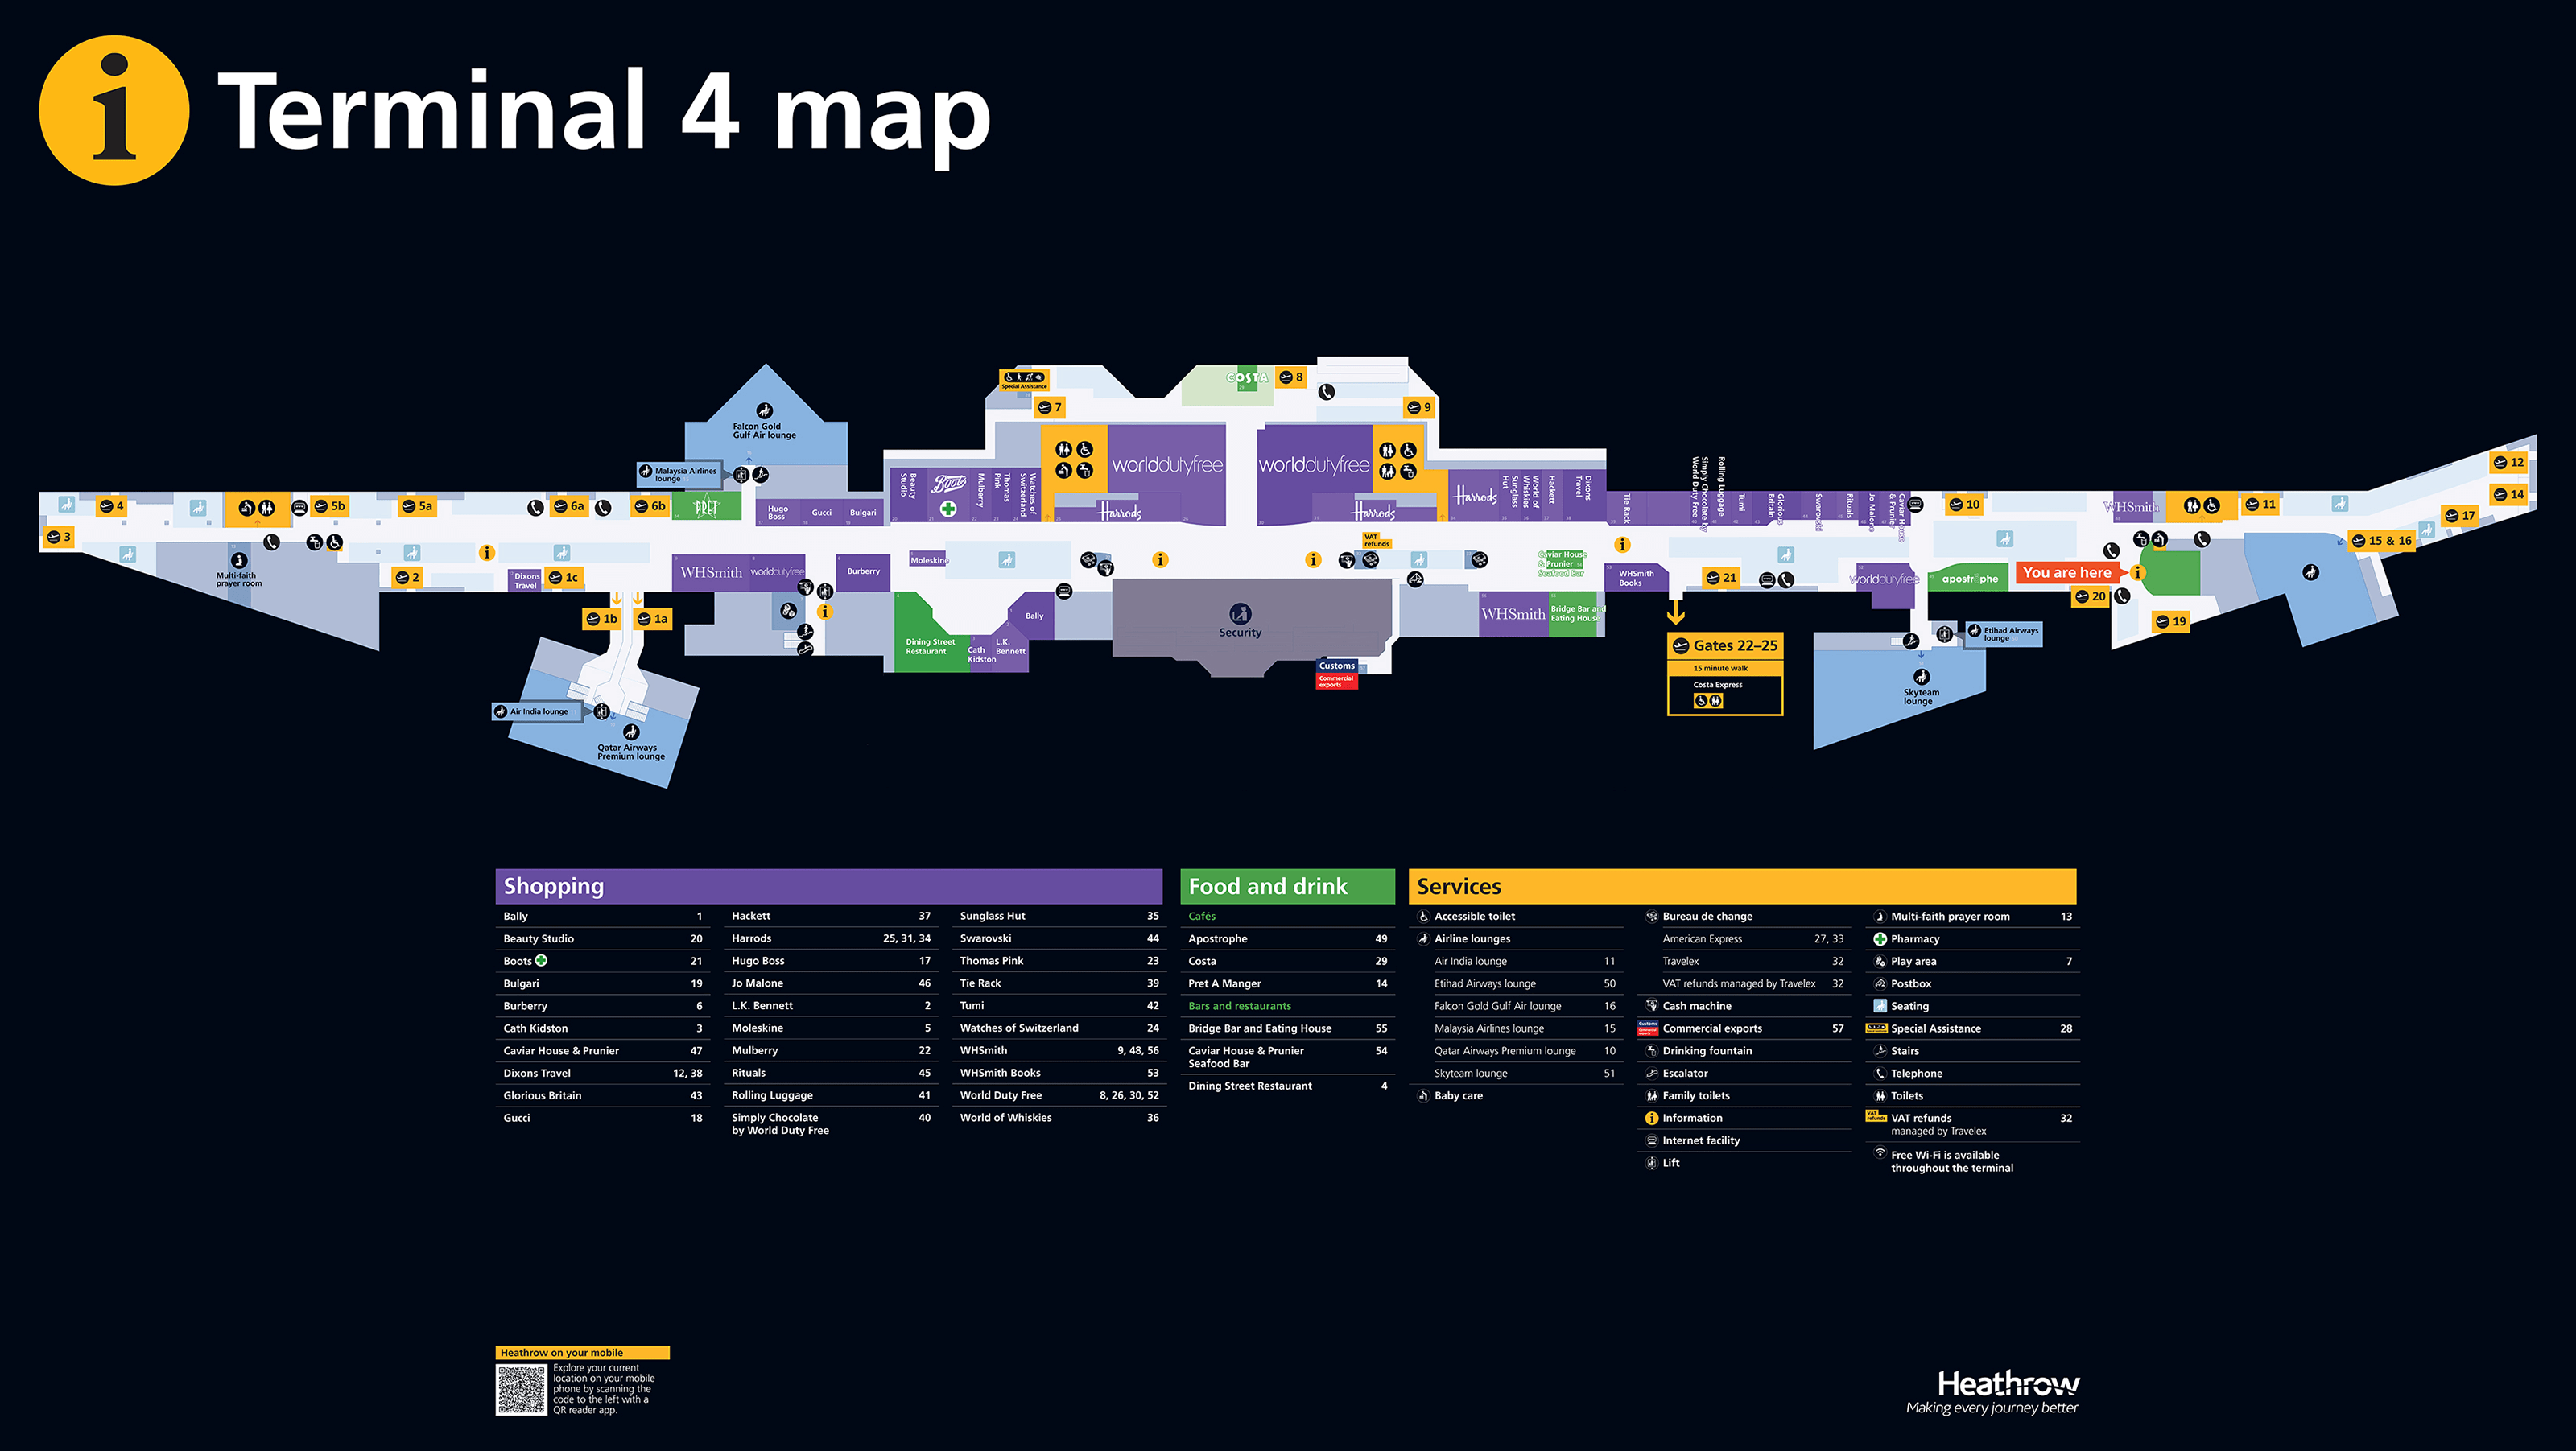 i Terminal 4 map
Falcon Gold
Gulf Air lounge
Malaysia Airlines
lounge
4
3
5b
5a
6a
6b
2
1c
1b
1a
Multi-faith
prayer room
Dixons
Travel
Air India lounge
Qatar Airways
Premium lounge
PRET
Hugo
Boss
Gucci
Bulgari
WHSmith
worlddutyfree
Burberry
Moleskine
Beauty
Studio
Boots
Mulberry
Thomas
Pink
Watches of
Switzerland
Special Assistance
7
COSTA
8
9
worlddutyfree
worlddutyfree
Harrods
Harrods
Harrods
Dining Street
Restaurant
Cath
Kidston
L.K.
Bennett
Bally
Security
Customs
Commercial
exports
VAT
refunds
Sunglass
Hut
World of
Whiskies
Hackett
Dixons
Travel
Tie Rack
Simply Chocolate by
World Duty Free
Rolling Luggage
Tumi
Glorious
Britain
Swarovski
Rituals
Jo Malone
Caviar House
& Prunier
Caviar House
& Prunier
Seafood Bar
WHSmith
Bridge Bar and
Eating House
WHSmith
Books
21
Gates 22–25
15 minute walk
Costa Express
worlddutyfree
apostrophe
You are here
10
WHSmith
11
20
19
12
14
17
15 & 16
Etihad Airways
lounge
Skyteam
lounge
Shopping
Bally 1
Beauty Studio 20
Boots 21
Bulgari 19
Burberry 6
Cath Kidston 3
Caviar House & Prunier 47
Dixons Travel 12, 38
Glorious Britain 43
Gucci 18
Hackett 37
Harrods 25, 31, 34
Hugo Boss 17
Jo Malone 46
L.K. Bennett 2
Moleskine 5
Mulberry 22
Rituals 45
Rolling Luggage 41
Simply Chocolate 40
by World Duty Free
Sunglass Hut 35
Swarovski 44
Thomas Pink 23
Tie Rack 39
Tumi 42
Watches of Switzerland 24
WHSmith 9, 48, 56
WHSmith Books 53
World Duty Free 8, 26, 30, 52
World of Whiskies 36
Food and drink
Cafés
Apostrophe 49
Costa 29
Pret A Manger 14
Bars and restaurants
Bridge Bar and Eating House 55
Caviar House & Prunier 54
Seafood Bar
Dining Street Restaurant 4
Services
Accessible toilet
Airline lounges
Air India lounge 11
Etihad Airways lounge 50
Falcon Gold Gulf Air lounge 16
Malaysia Airlines lounge 15
Qatar Airways Premium lounge 10
Skyteam lounge 51
Baby care
Bureau de change
American Express 27, 33
Travelex 32
VAT refunds managed by Travelex 32
Cash machine
Commercial exports 57
Drinking fountain
Escalator
Family toilets
Information
Internet facility
Lift
Multi-faith prayer room 13
Pharmacy
Play area 7
Postbox
Seating
Special Assistance 28
Stairs
Telephone
Toilets
VAT refunds 32
managed by Travelex
Free Wi-Fi is available
throughout the terminal
Heathrow on your mobile
Explore your current
location on your mobile
phone by scanning the
code to the left with a
QR reader app.
Heathrow
Making every journey better